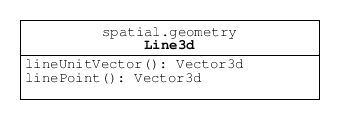 spatial.geometry
Line3d
lineUnitVector(): Vector3d
linePoint(): Vector3d